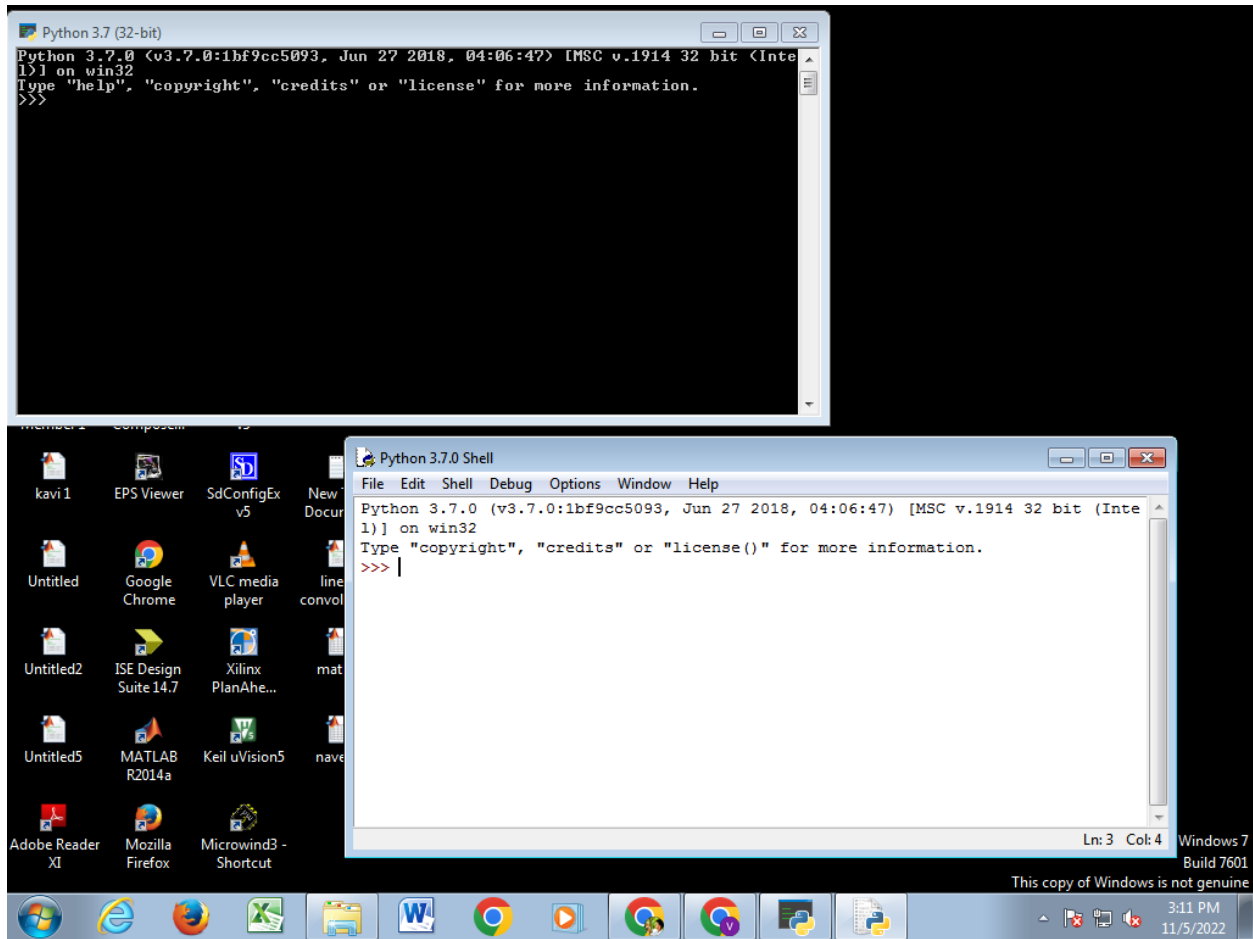 Python 3.7 (32-bit)
Python 3.7.0 (v3.7.0:1bf9cc5093, Jun 27 2018, 04:06:47) [MSC v.1914 32 bit (Inte
l)] on win32
Type "help", "copyright", "credits" or "license" for more information.
>>>
kavi 1
EPS Viewer
SdConfigEx
v5
New
Docur
Untitled
Google
Chrome
VLC media
player
line
convol
Untitled2
ISE Design
Suite 14.7
Xilinx
PlanAhe...
mat
Untitled5
MATLAB
R2014a
Keil uVision5
nave
Adobe Reader
XI
Mozilla
Firefox
Microwind3 -
Shortcut
Python 3.7.0 Shell
File Edit Shell Debug Options Window Help
Python 3.7.0 (v3.7.0:1bf9cc5093, Jun 27 2018, 04:06:47) [MSC v.1914 32 bit (Inte
l)] on win32
Type "copyright", "credits" or "license()" for more information.
>>>
Ln: 3 Col: 4
Windows 7
Build 7601
This copy of Windows is not genuine
3:11 PM
11/5/2022